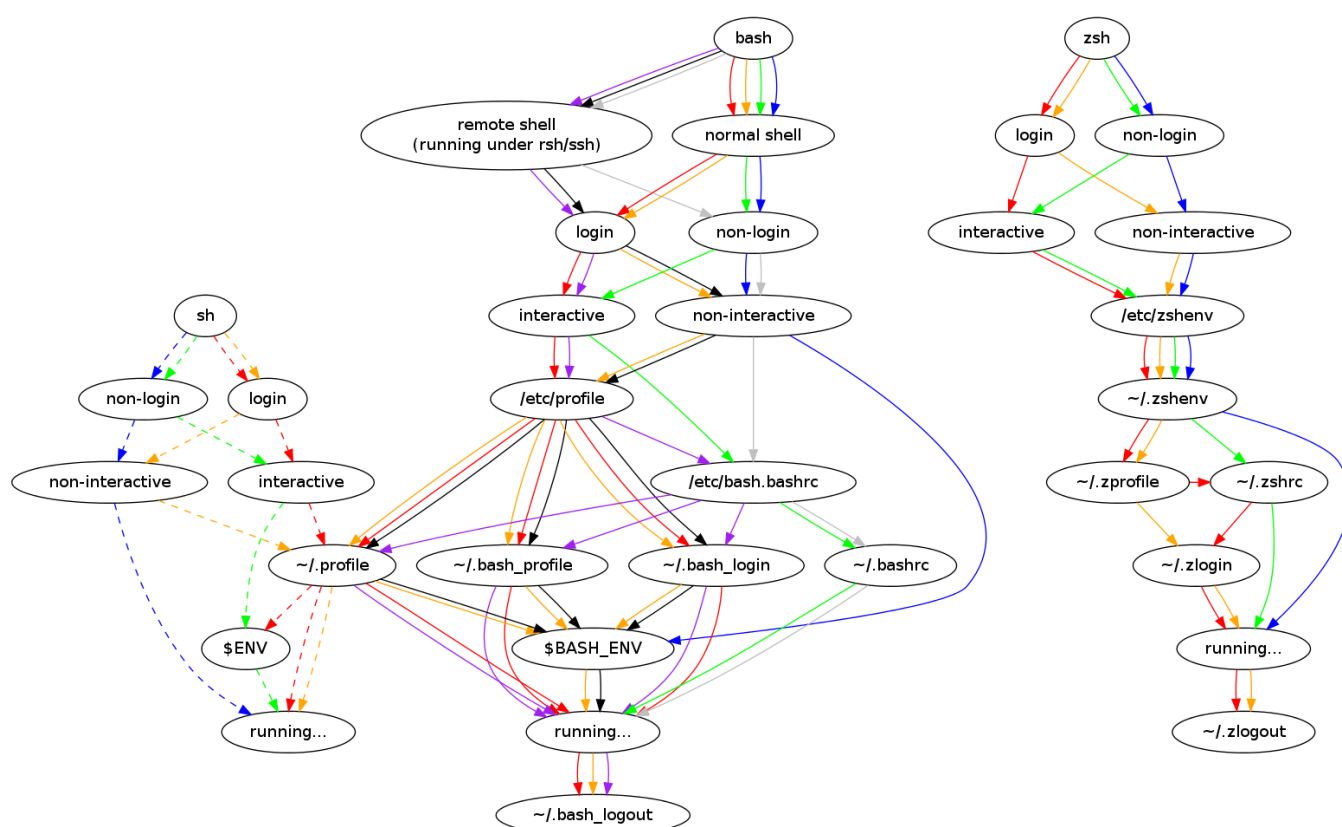 bash
zsh
remote shell
(running under rsh/ssh)
normal shell
login
non-login
login
non-login
interactive
non-interactive
sh
interactive
non-interactive
/etc/zshenv
non-login
login
/etc/profile
~/.zshenv
non-interactive
interactive
/etc/bash.bashrc
~/.zprofile
~/.zshrc
~/.profile
~/.bash_profile
~/.bash_login
~/.bashrc
~/.zlogin
$ENV
$BASH_ENV
running...
running...
running...
~/.zlogout
~/.bash_logout